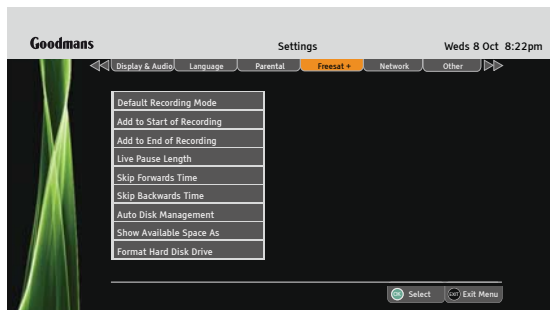 Goodmans Settings Weds 8 Oct 8:22pm
Display & Audio Language Parental Freesat + Network Other
Default Recording Mode
Add to Start of Recording
Add to End of Recording
Live Pause Length
Skip Forwards Time
Skip Backwards Time
Auto Disk Management
Show Available Space As
Format Hard Disk Drive
OK Select EXIT Exit Menu